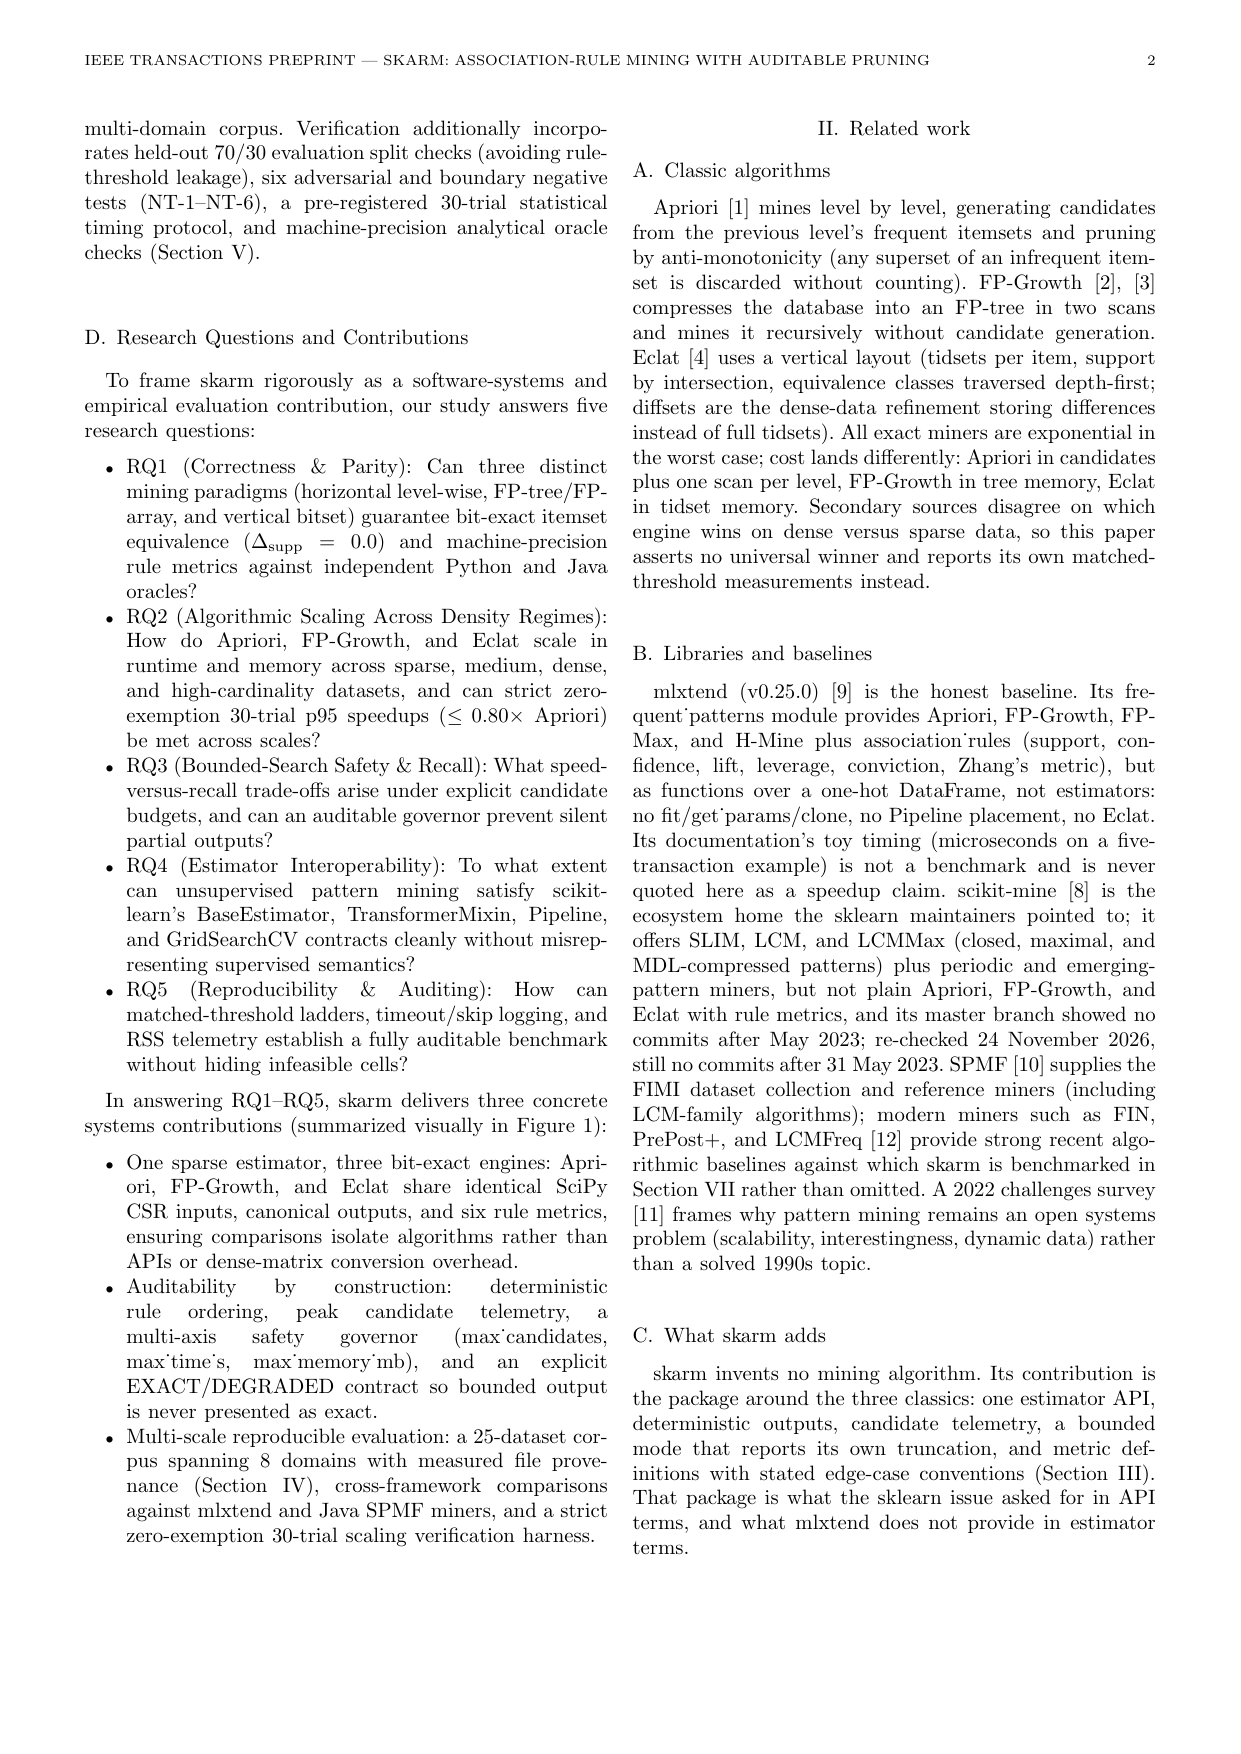 IEEE TRANSACTIONS PREPRINT — SKARM: ASSOCIATION-RULE MINING WITH AUDITABLE PRUNING 2
multi-domain corpus. Verification additionally incorpo-
rates held-out 70/30 evaluation split checks (avoiding rule-
threshold leakage), six adversarial and boundary negative
tests (NT-1–NT-6), a pre-registered 30-trial statistical
timing protocol, and machine-precision analytical oracle
checks (Section V).
D. Research Questions and Contributions
To frame skarm rigorously as a software-systems and
empirical evaluation contribution, our study answers five
research questions:
• RQ1 (Correctness & Parity): Can three distinct
mining paradigms (horizontal level-wise, FP-tree/FP-
array, and vertical bitset) guarantee bit-exact itemset
equivalence (Δsupp = 0.0) and machine-precision
rule metrics against independent Python and Java
oracles?
• RQ2 (Algorithmic Scaling Across Density Regimes):
How do Apriori, FP-Growth, and Eclat scale in
runtime and memory across sparse, medium, dense,
and high-cardinality datasets, and can strict zero-
exemption 30-trial p95 speedups (≤ 0.80× Apriori)
be met across scales?
• RQ3 (Bounded-Search Safety & Recall): What speed-
versus-recall trade-offs arise under explicit candidate
budgets, and can an auditable governor prevent silent
partial outputs?
• RQ4 (Estimator Interoperability): To what extent
can unsupervised pattern mining satisfy scikit-
learn's BaseEstimator, TransformerMixin, Pipeline,
and GridSearchCV contracts cleanly without misrep-
resenting supervised semantics?
• RQ5 (Reproducibility & Auditing): How can
matched-threshold ladders, timeout/skip logging, and
RSS telemetry establish a fully auditable benchmark
without hiding infeasible cells?
In answering RQ1–RQ5, skarm delivers three concrete
systems contributions (summarized visually in Figure 1):
• One sparse estimator, three bit-exact engines: Apri-
ori, FP-Growth, and Eclat share identical SciPy
CSR inputs, canonical outputs, and six rule metrics,
ensuring comparisons isolate algorithms rather than
APIs or dense-matrix conversion overhead.
• Auditability by construction: deterministic
rule ordering, peak candidate telemetry, a
multi-axis safety governor (max˙candidates,
max˙time˙s, max˙memory˙mb), and an explicit
EXACT/DEGRADED contract so bounded output
is never presented as exact.
• Multi-scale reproducible evaluation: a 25-dataset cor-
pus spanning 8 domains with measured file prove-
nance (Section IV), cross-framework comparisons
against mlxtend and Java SPMF miners, and a strict
zero-exemption 30-trial scaling verification harness.
II. Related work
A. Classic algorithms
Apriori [1] mines level by level, generating candidates
from the previous level's frequent itemsets and pruning
by anti-monotonicity (any superset of an infrequent item-
set is discarded without counting). FP-Growth [2], [3]
compresses the database into an FP-tree in two scans
and mines it recursively without candidate generation.
Eclat [4] uses a vertical layout (tidsets per item, support
by intersection, equivalence classes traversed depth-first;
diffsets are the dense-data refinement storing differences
instead of full tidsets). All exact miners are exponential in
the worst case; cost lands differently: Apriori in candidates
plus one scan per level, FP-Growth in tree memory, Eclat
in tidset memory. Secondary sources disagree on which
engine wins on dense versus sparse data, so this paper
asserts no universal winner and reports its own matched-
threshold measurements instead.
B. Libraries and baselines
mlxtend (v0.25.0) [9] is the honest baseline. Its fre-
quent˙patterns module provides Apriori, FP-Growth, FP-
Max, and H-Mine plus association˙rules (support, con-
fidence, lift, leverage, conviction, Zhang's metric), but
as functions over a one-hot DataFrame, not estimators:
no fit/get˙params/clone, no Pipeline placement, no Eclat.
Its documentation's toy timing (microseconds on a five-
transaction example) is not a benchmark and is never
quoted here as a speedup claim. scikit-mine [8] is the
ecosystem home the sklearn maintainers pointed to; it
offers SLIM, LCM, and LCMMax (closed, maximal, and
MDL-compressed patterns) plus periodic and emerging-
pattern miners, but not plain Apriori, FP-Growth, and
Eclat with rule metrics, and its master branch showed no
commits after May 2023; re-checked 24 November 2026,
still no commits after 31 May 2023. SPMF [10] supplies the
FIMI dataset collection and reference miners (including
LCM-family algorithms); modern miners such as FIN,
PrePost+, and LCMFreq [12] provide strong recent algo-
rithmic baselines against which skarm is benchmarked in
Section VII rather than omitted. A 2022 challenges survey
[11] frames why pattern mining remains an open systems
problem (scalability, interestingness, dynamic data) rather
than a solved 1990s topic.
C. What skarm adds
skarm invents no mining algorithm. Its contribution is
the package around the three classics: one estimator API,
deterministic outputs, candidate telemetry, a bounded
mode that reports its own truncation, and metric def-
initions with stated edge-case conventions (Section III).
That package is what the sklearn issue asked for in API
terms, and what mlxtend does not provide in estimator
terms.